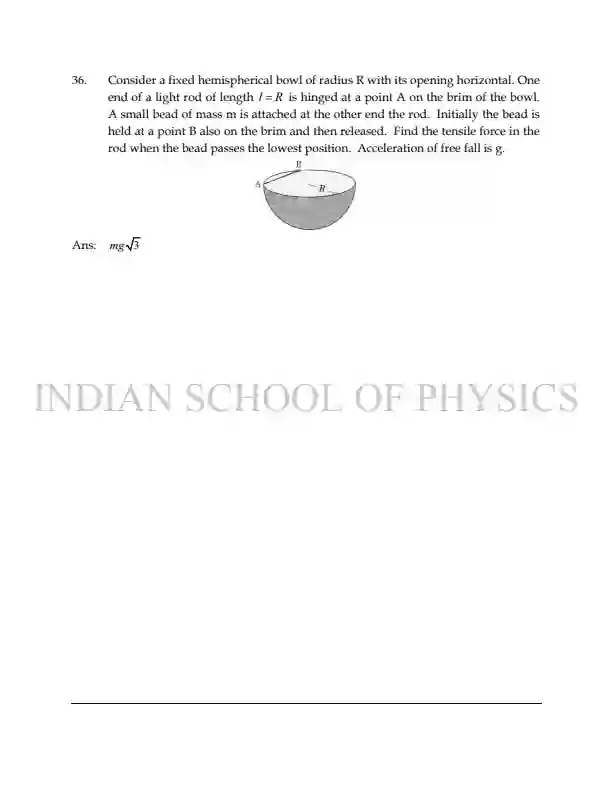 36. Consider a fixed hemispherical bowl of radius R with its opening horizontal. One
end of a light rod of length l = R is hinged at a point A on the brim of the bowl.
A small bead of mass m is attached at the other end the rod. Initially the bead is
held at a point B also on the brim and then released. Find the tensile force in the
rod when the bead passes the lowest position. Acceleration of free fall is g.
B
A
R
Ans: mg√3
INDIAN SCHOOL OF PHYSICS